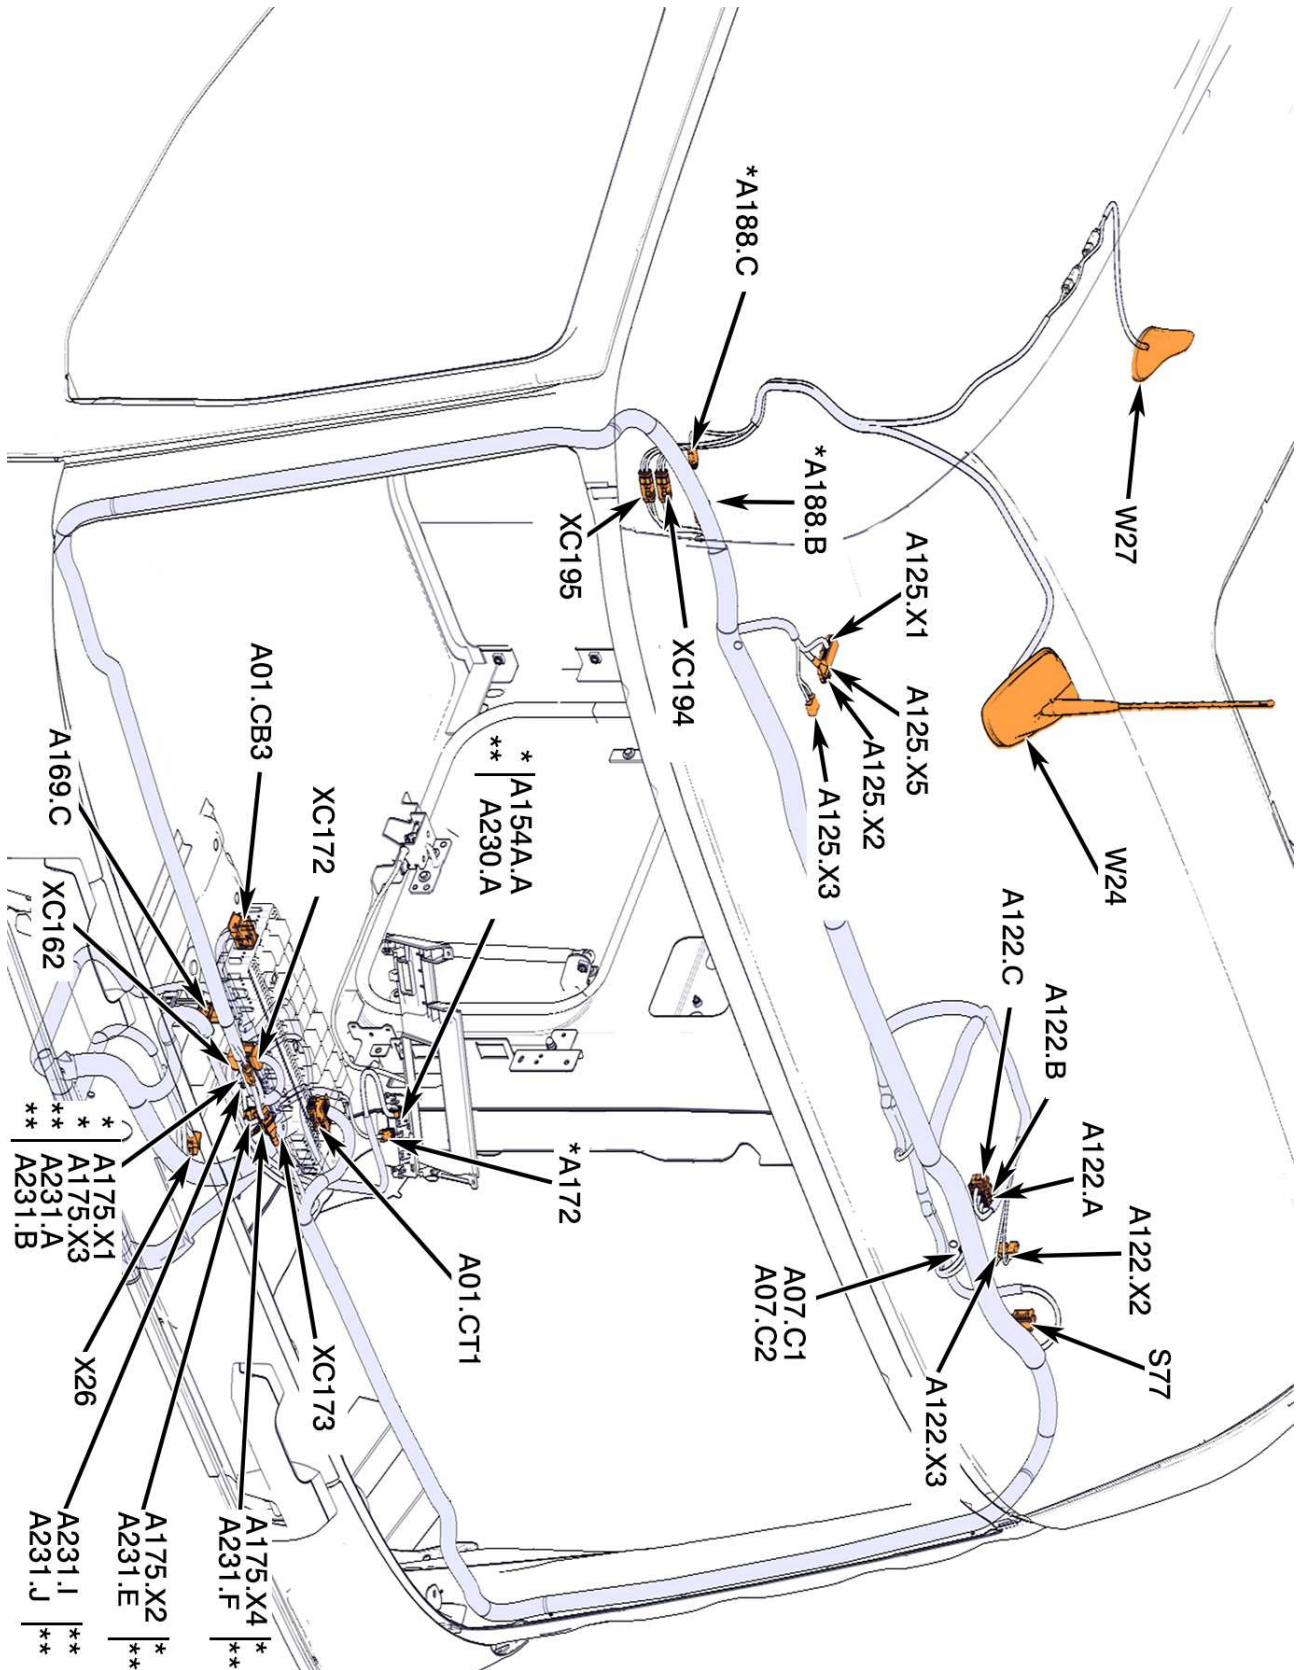 W27
W24
*A188.C
*A188.B
A125.X1
A125.X5
A125.X2
A125.X3
XC195
XC194
A122.C
A122.B
A122.A
A122.X2
S77
A122.X3
A07.C1
A07.C2
* A154A.A
** A230.A
*A172
A01.CB3
XC172
A169.C
XC162
A01.CT1
XC173
X26
* A175.X1
* A175.X3
** A231.A
** A231.B
A175.X4 *
A231.F **
A175.X2 *
A231.E **
A231.I **
A231.J **